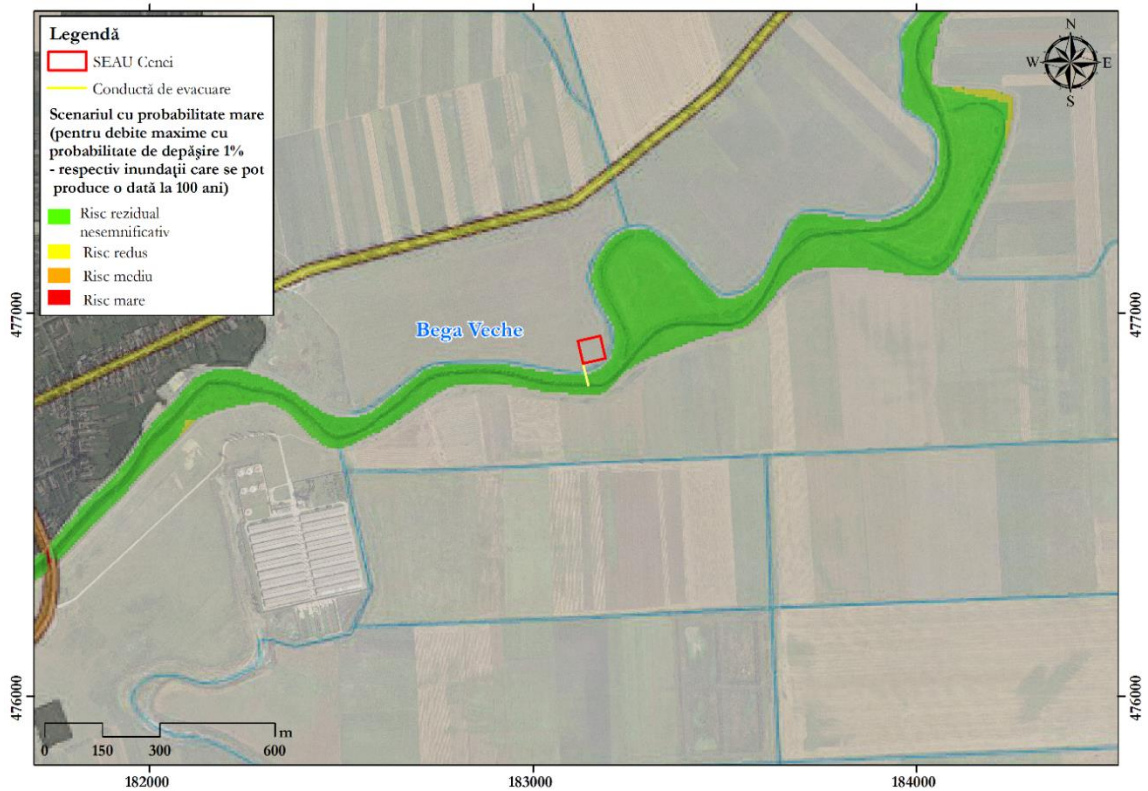 Legendă
SEAU Cenei
Conductă de evacuare
Scenariul cu probabilitate mare
(pentru debite maxime cu
probabilitate de depăşire 1%
- respectiv inundaţii care se pot
produce o dată la 100 ani)
Risc rezidual
nesemnificativ
Risc redus
Risc mediu
Risc mare
N
W E
S
Bega Veche
477000
477000
476000
476000
0 150 300 600 m
182000 183000 184000